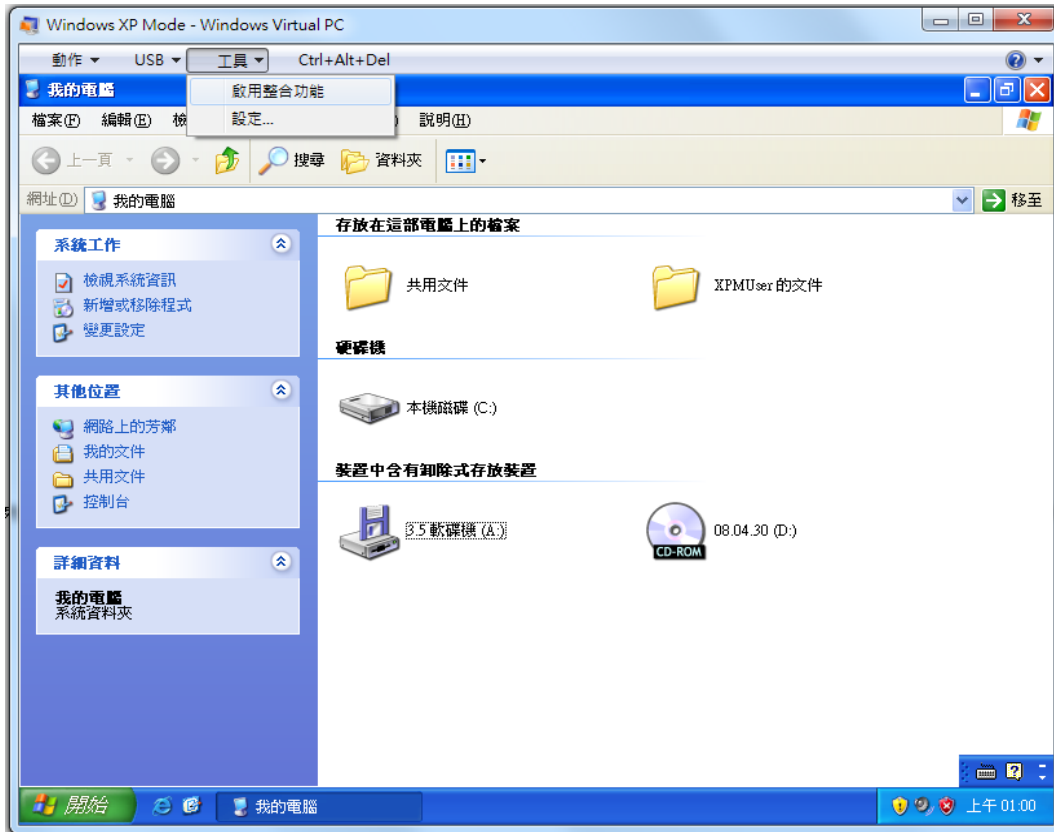 Windows XP Mode - Windows Virtual PC
動作 USB 工具 Ctrl+Alt+Del
啟用整合功能
設定...
我的電腦
檔案(F) 編輯(E) 檢 說明(H)
上一頁 搜尋 資料夾
網址(D) 我的電腦 移至
系統工作
檢視系統資訊
新增或移除程式
變更設定
其他位置
網路上的芳鄰
我的文件
共用文件
控制台
詳細資料
我的電腦
系統資料夾
存放在這部電腦上的檔案
共用文件 XPMUser 的文件
硬碟機
本機磁碟 (C:)
裝置中含有卸除式存放裝置
3.5 軟碟機 (A:) 08.04.30 (D:)
CD-ROM
開始 我的電腦 上午 01:00